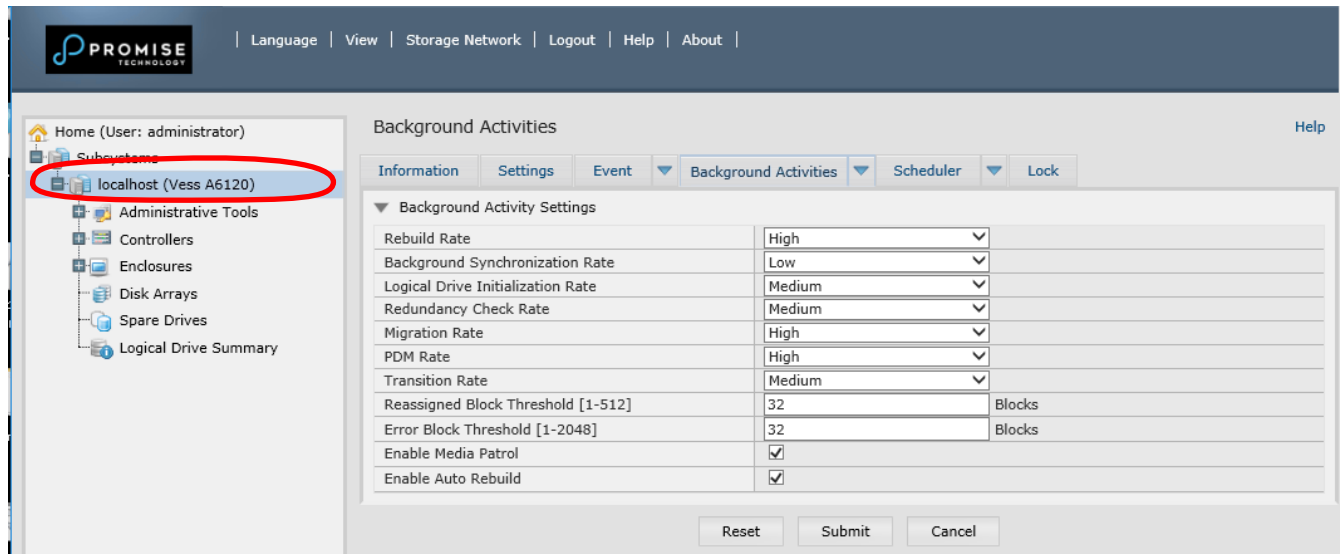 PROMISE
TECHNOLOGY
| Language | View | Storage Network | Logout | Help | About |
Home (User: administrator)
Subsystems
localhost (Vess A6120)
Administrative Tools
Controllers
Enclosures
Disk Arrays
Spare Drives
Logical Drive Summary
Background Activities
Help
Information Settings Event Background Activities Scheduler Lock
Background Activity Settings
Rebuild Rate High
Background Synchronization Rate Low
Logical Drive Initialization Rate Medium
Redundancy Check Rate Medium
Migration Rate High
PDM Rate High
Transition Rate Medium
Reassigned Block Threshold [1-512] 32 Blocks
Error Block Threshold [1-2048] 32 Blocks
Enable Media Patrol
Enable Auto Rebuild
Reset Submit Cancel